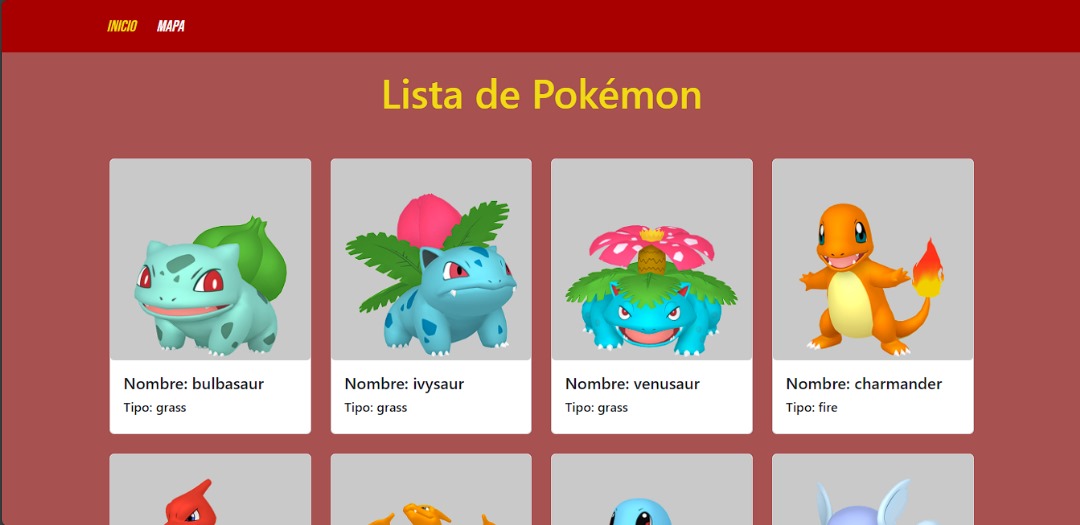 INICIO MAPA
Lista de Pokémon
Nombre: bulbasaur
Tipo: grass
Nombre: ivysaur
Tipo: grass
Nombre: venusaur
Tipo: grass
Nombre: charmander
Tipo: fire